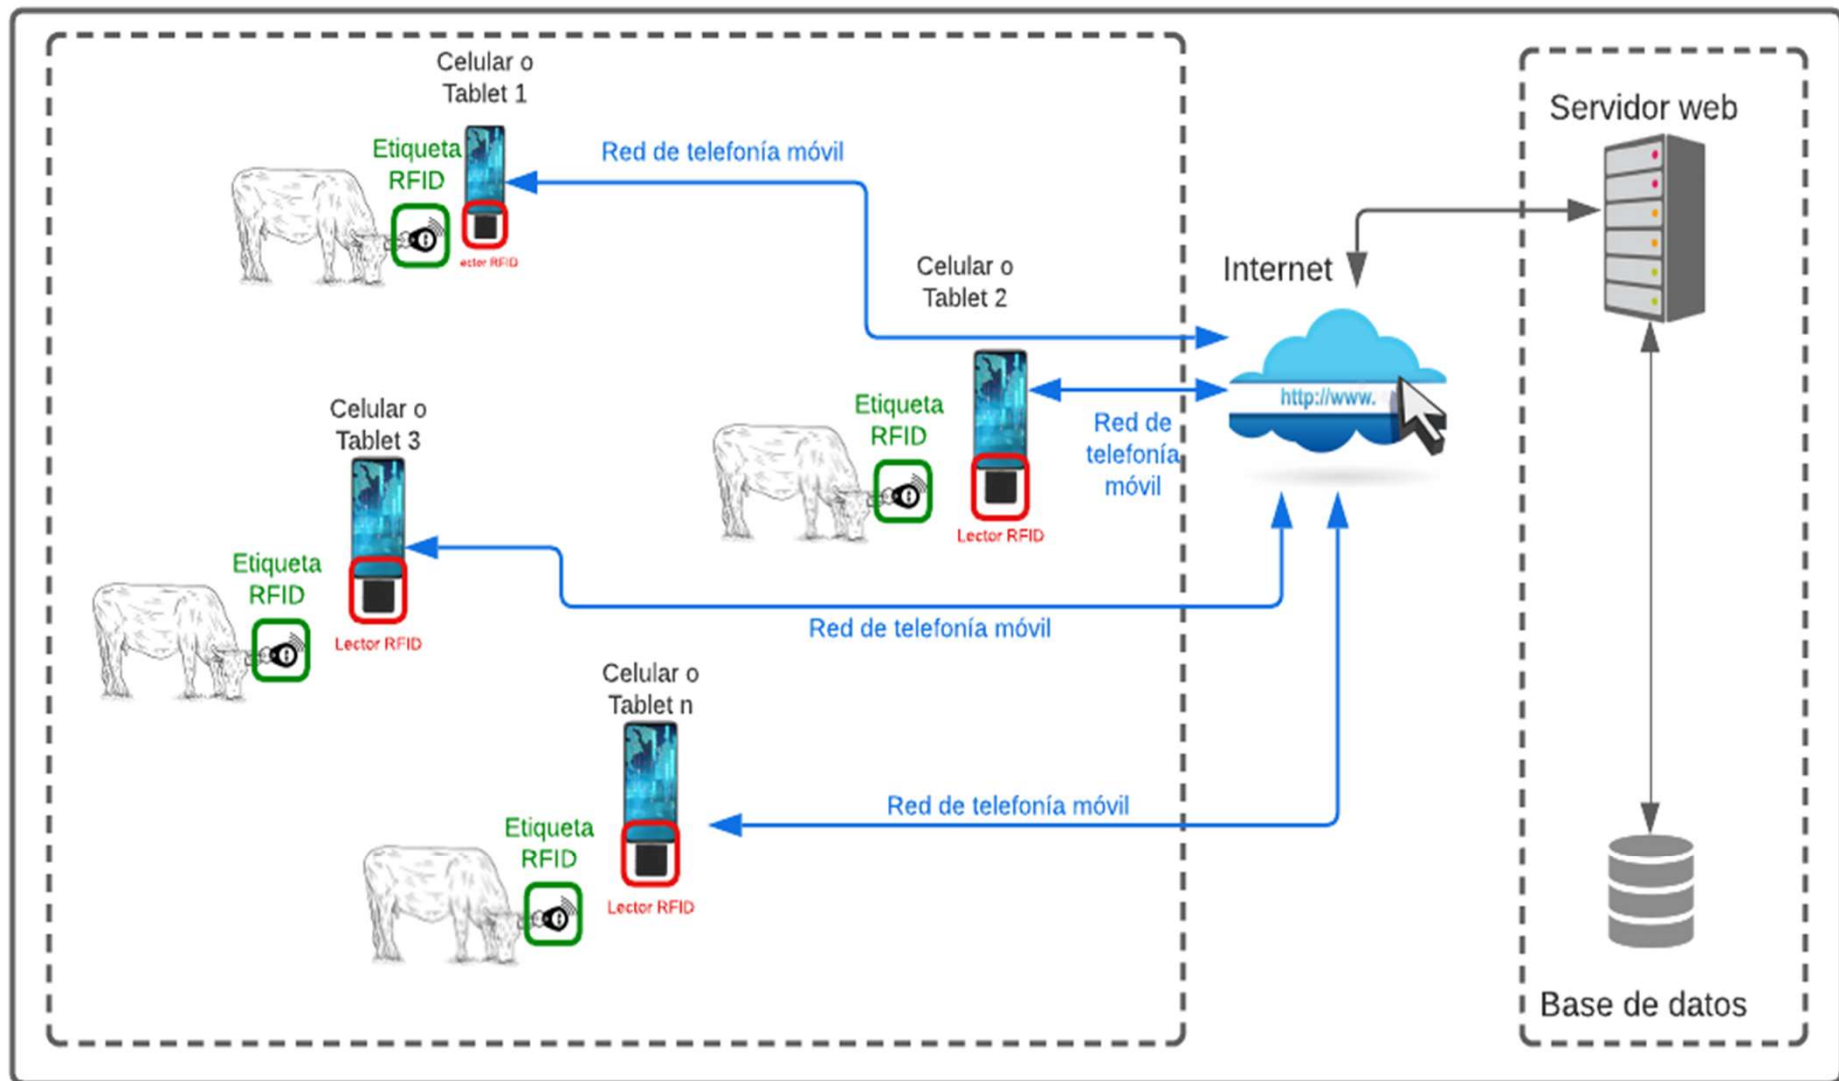 Celular o
Tablet 1
Etiqueta
RFID
ector RFID
Red de telefonía móvil
Celular o
Tablet 2
Etiqueta
RFID
Lector RFID
Red de
telefonía
móvil
Internet
http://www.
Servidor web
Celular o
Tablet 3
Etiqueta
RFID
Lector RFID
Red de telefonía móvil
Celular o
Tablet n
Etiqueta
RFID
Lector RFID
Red de telefonía móvil
Base de datos